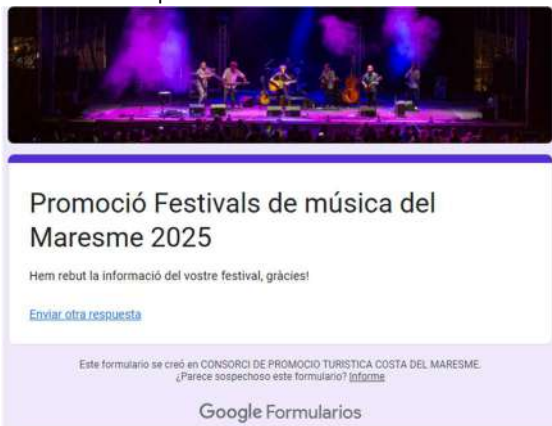 Promoció Festivals de música del
Maresme 2025
Hem rebut la informació del vostre festival, gràcies!
Enviar otra respuesta
Este formulario se creó en CONSORCI DE PROMOCIO TURISTICA COSTA DEL MARESME.
¿Parece sospechoso este formulario? Informe
Google Formularios